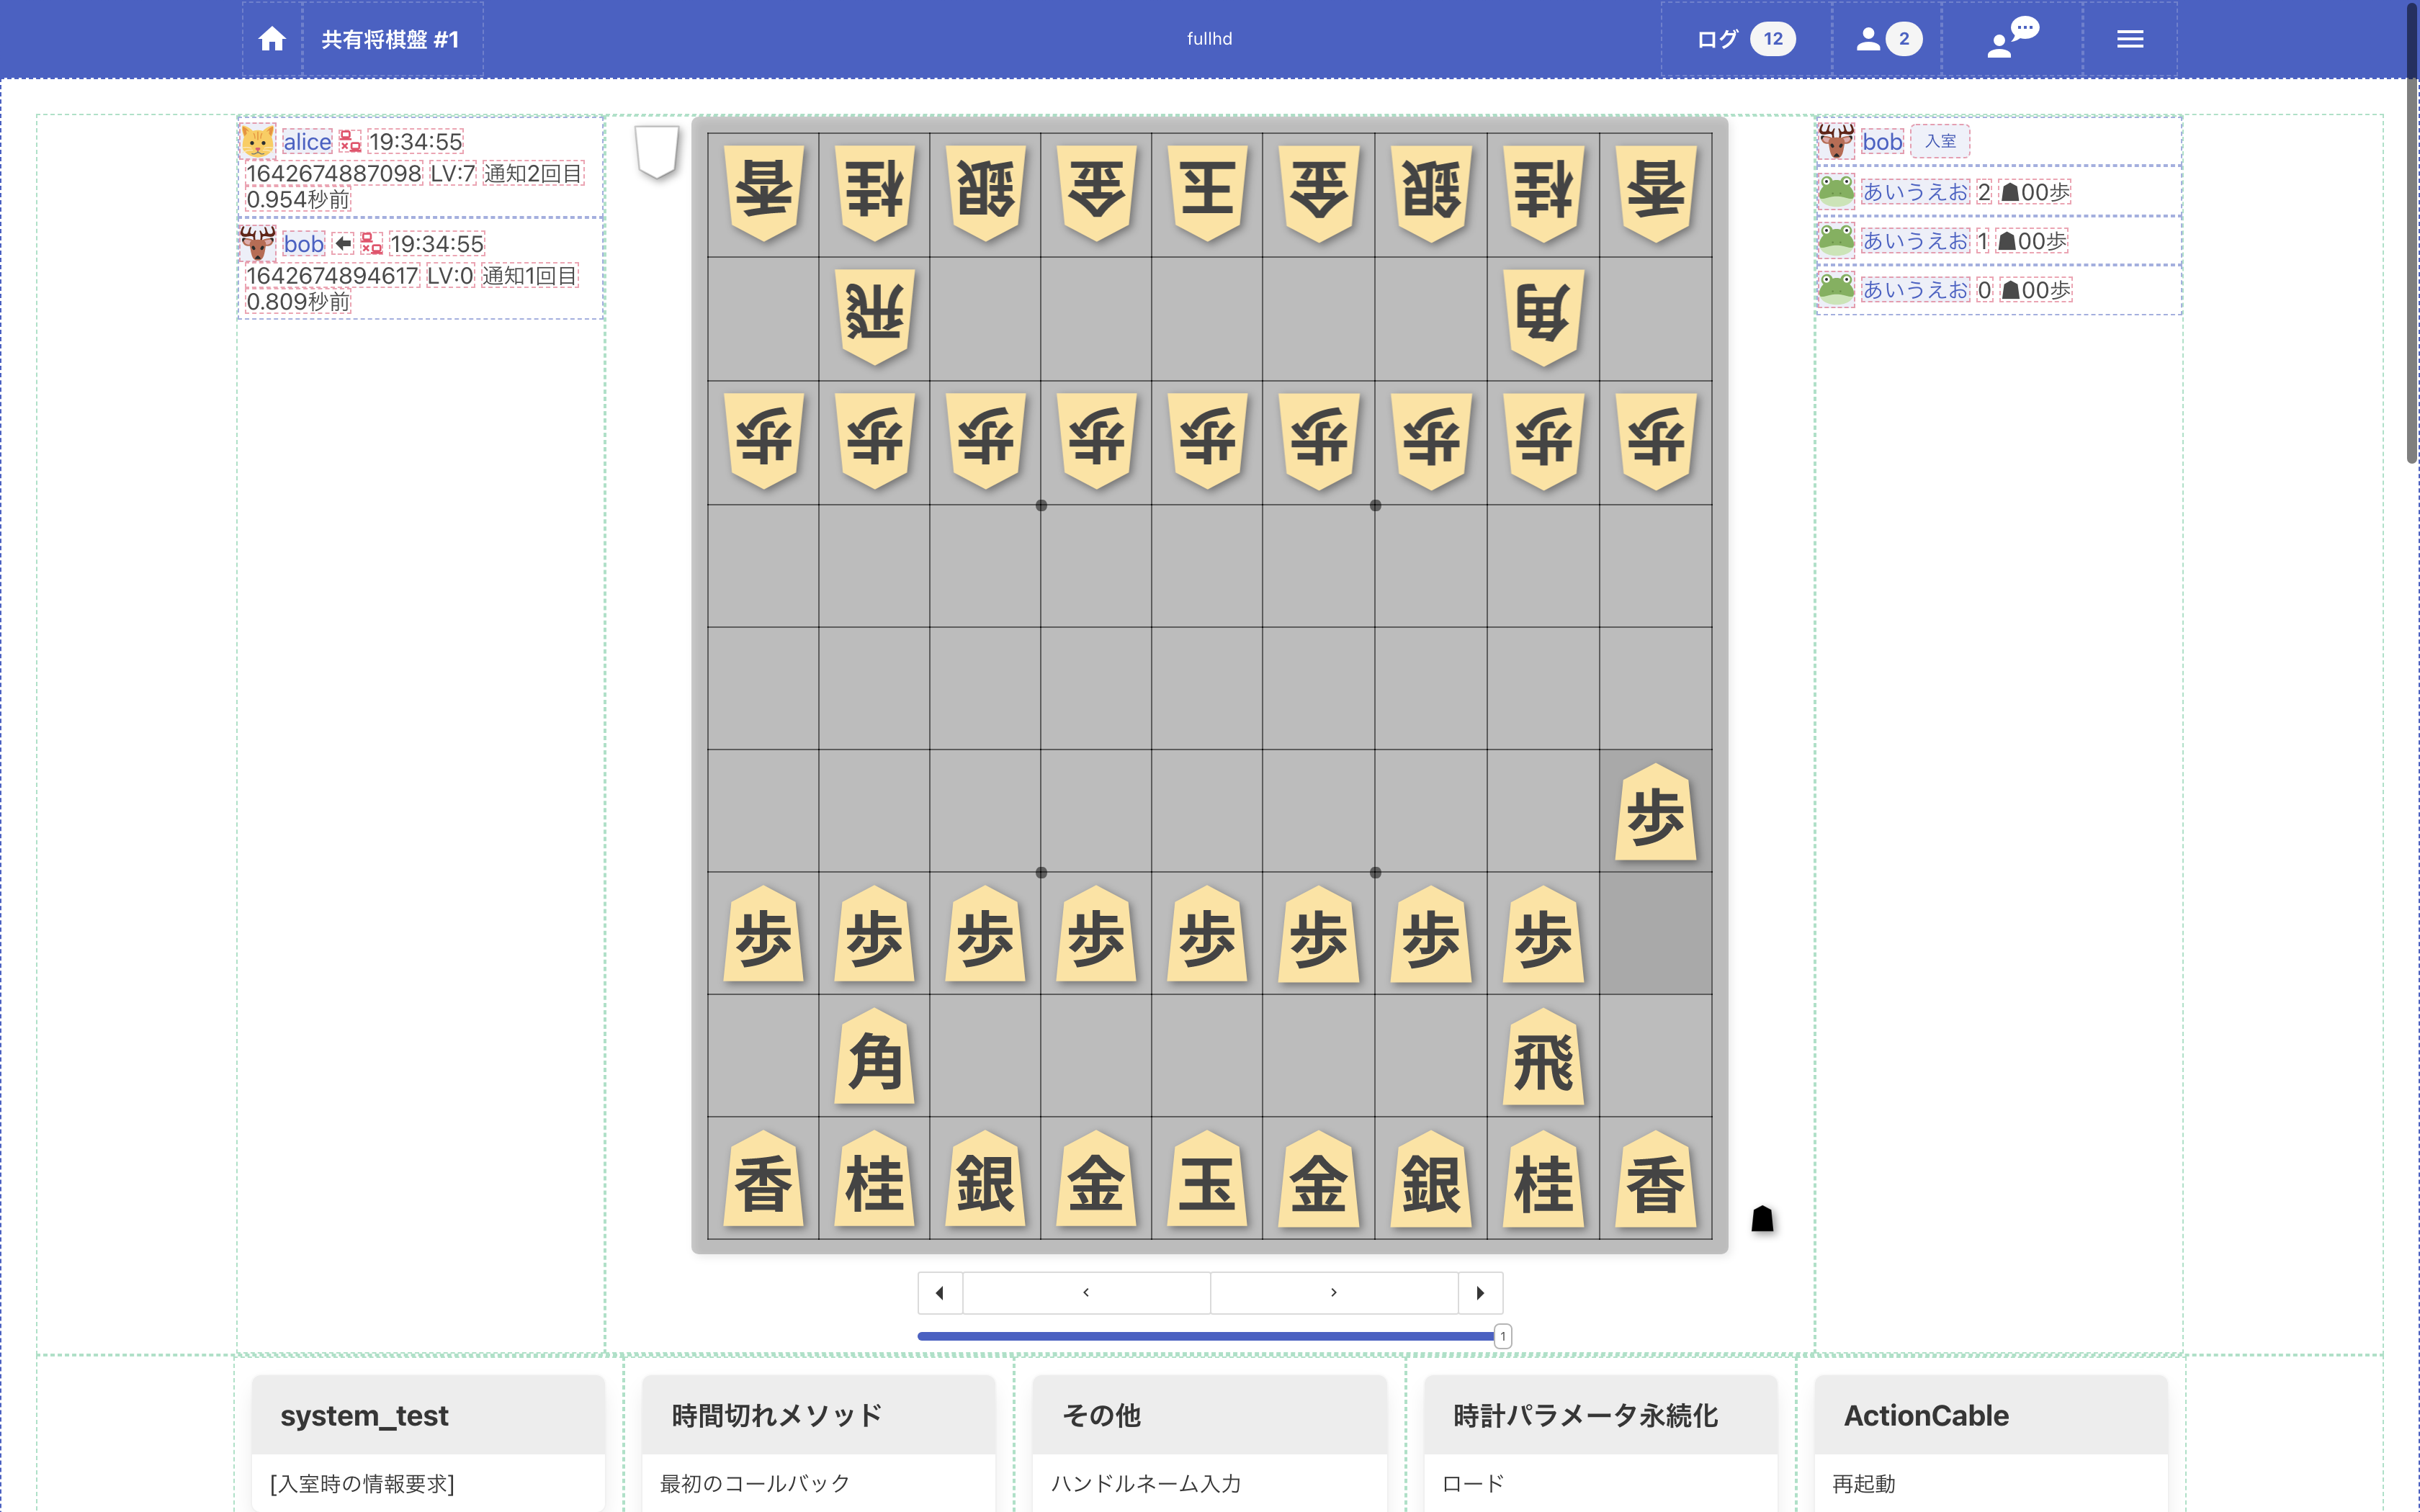 共有将棋盤 #1
fullhd
ログ 12
2
alice 19:34:55
1642674887098 LV:7 通知2回目
0.954秒前
bob 19:34:55
1642674894617 LV:0 通知1回目
0.809秒前
香桂銀金玉金銀桂香
飛角
歩歩歩歩歩歩歩歩歩
歩
歩歩歩歩歩歩歩歩
角飛
香桂銀金玉金銀桂香
1
bob 入室
あいうえお 2 ☗00歩
あいうえお 1 ☗00歩
あいうえお 0 ☗00歩
system_test
[入室時の情報要求]
時間切れメソッド
最初のコールバック
その他
ハンドルネーム入力
時計パラメータ永続化
ロード
ActionCable
再起動